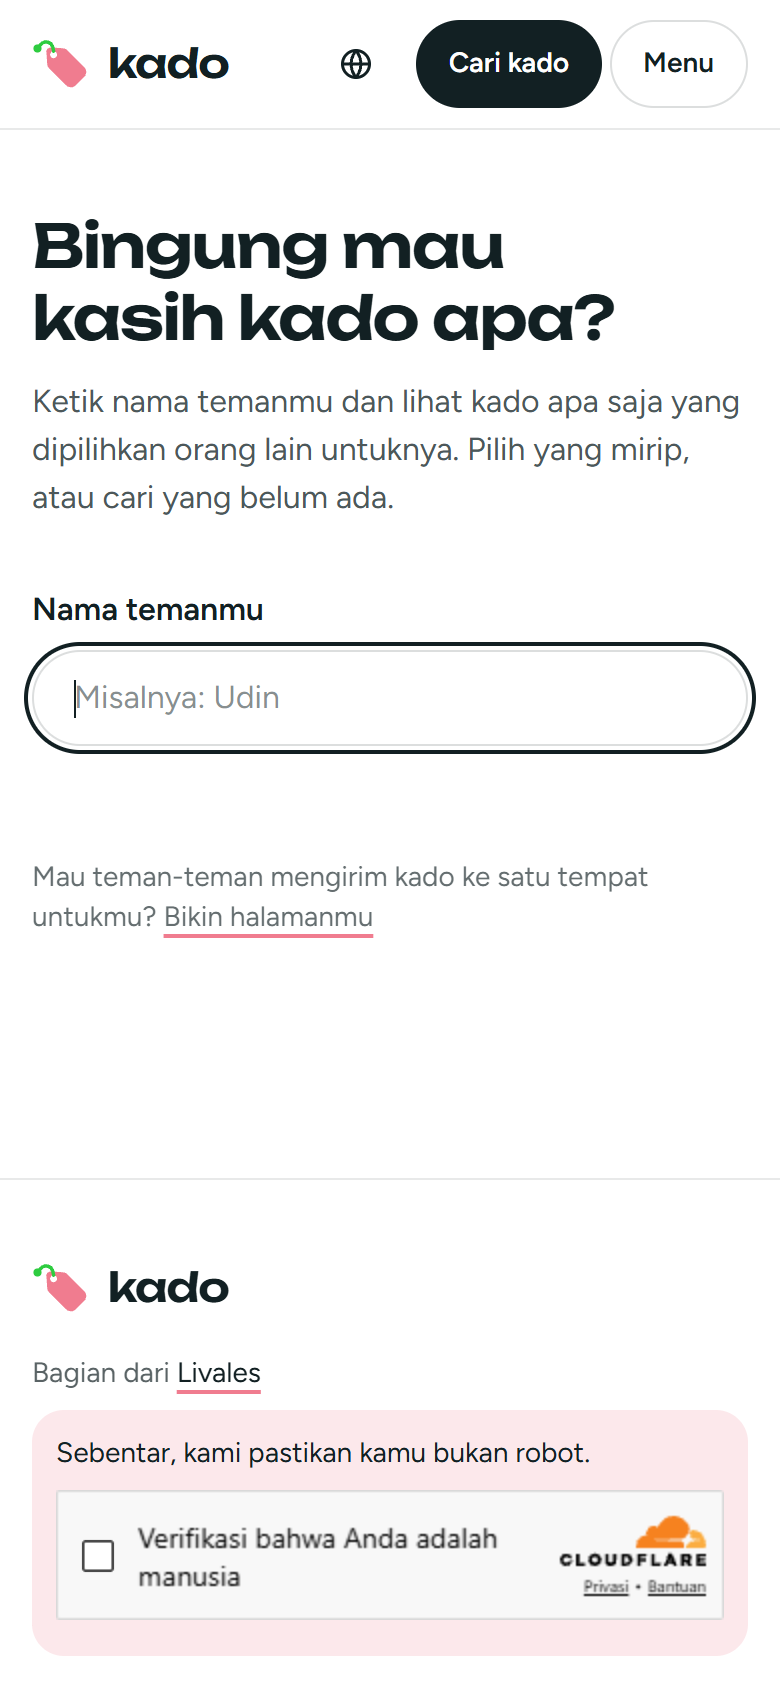 kado
Cari kado
Menu
Bingung mau
kasih kado apa?
Ketik nama temanmu dan lihat kado apa saja yang
dipilihkan orang lain untuknya. Pilih yang mirip,
atau cari yang belum ada.
Nama temanmu
Misalnya: Udin
Mau teman-teman mengirim kado ke satu tempat
untukmu? Bikin halamanmu
kado
Bagian dari Livales
Sebentar, kami pastikan kamu bukan robot.
Verifikasi bahwa Anda adalah
manusia
CLOUDFLARE
Privasi • Bantuan